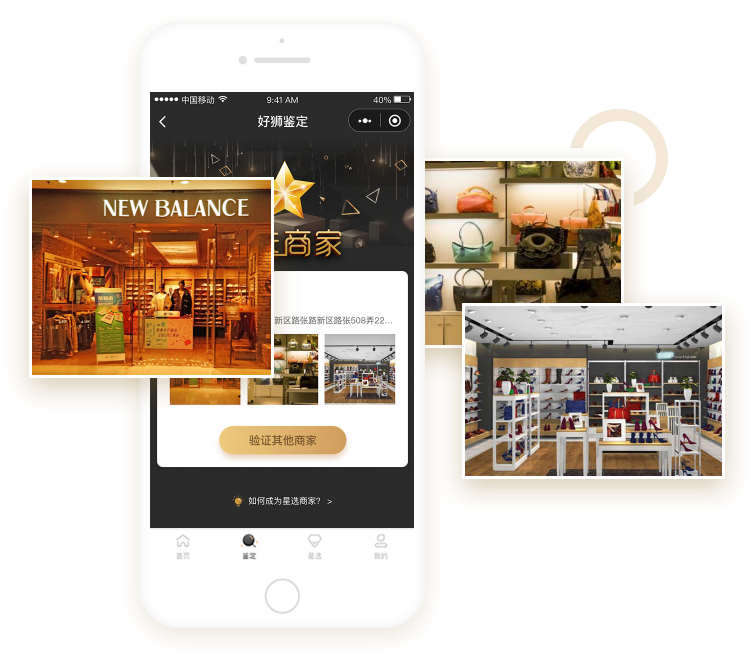 中国移动
9:41 AM
40%
好狮鉴定
NEW BALANCE
商家
新区路张路新区路张508弄22...
验证其他商家
如何成为星选商家? >
首页
鉴定
星选
我的